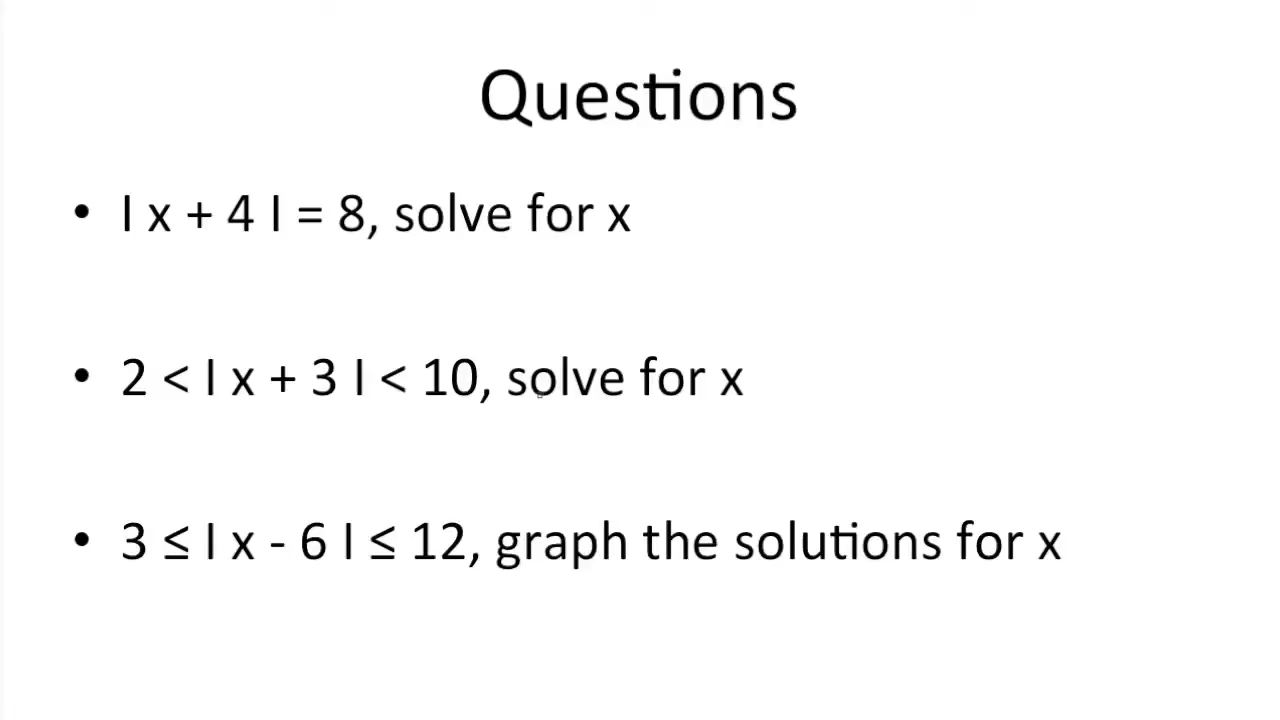 Questions
• I x + 4 I = 8, solve for x
• 2 < I x + 3 I < 10, solve for x
• 3 ≤ I x - 6 I ≤ 12, graph the solutions for x